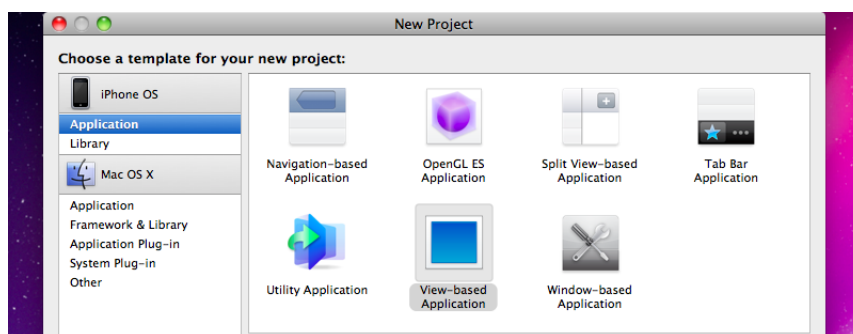 New Project
Choose a template for your new project:
iPhone OS
Application
Library
Mac OS X
Application
Framework & Library
Application Plug-in
System Plug-in
Other
Navigation-based
Application
OpenGL ES
Application
Split View-based
Application
Tab Bar
Application
Utility Application
View-based
Application
Window-based
Application